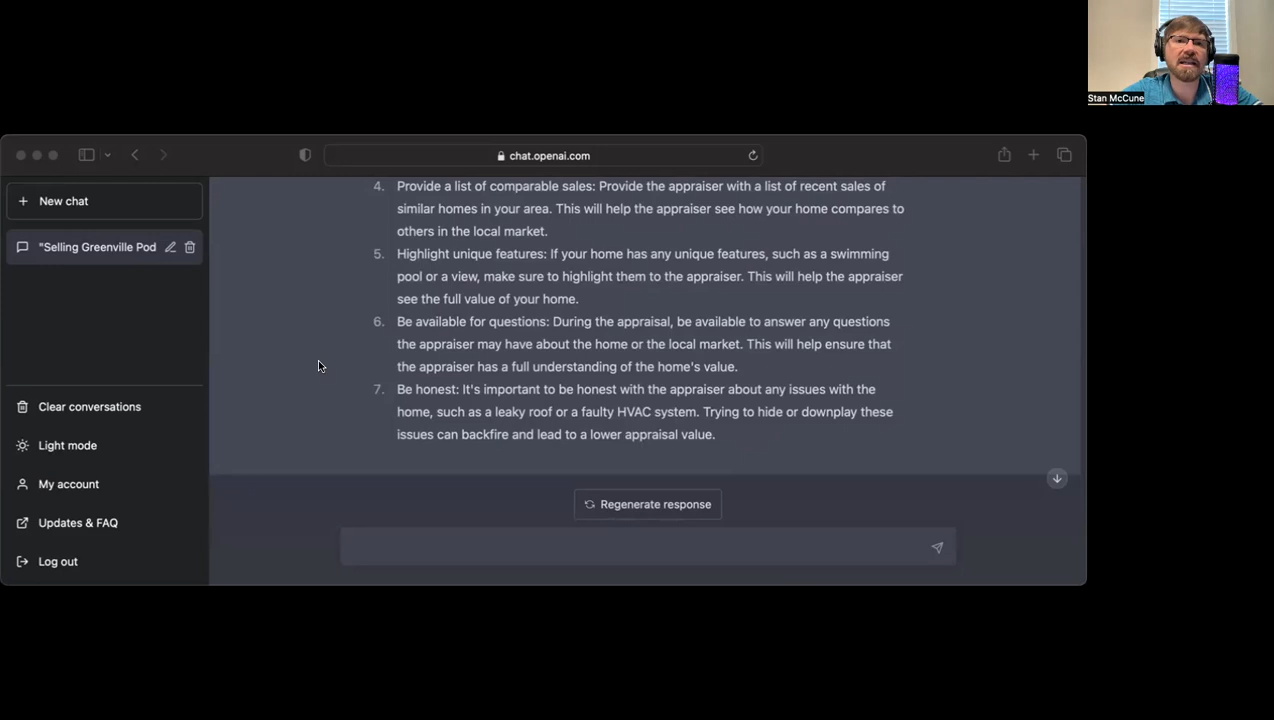 Stan McCune
chat.openai.com
New chat
"Selling Greenville Pod
Clear conversations
Light mode
My account
Updates & FAQ
Log out
4. Provide a list of comparable sales: Provide the appraiser with a list of recent sales of
similar homes in your area. This will help the appraiser see how your home compares to
others in the local market.
5. Highlight unique features: If your home has any unique features, such as a swimming
pool or a view, make sure to highlight them to the appraiser. This will help the appraiser
see the full value of your home.
6. Be available for questions: During the appraisal, be available to answer any questions
the appraiser may have about the home or the local market. This will help ensure that
the appraiser has a full understanding of the home's value.
7. Be honest: It's important to be honest with the appraiser about any issues with the
home, such as a leaky roof or a faulty HVAC system. Trying to hide or downplay these
issues can backfire and lead to a lower appraisal value.
Regenerate response